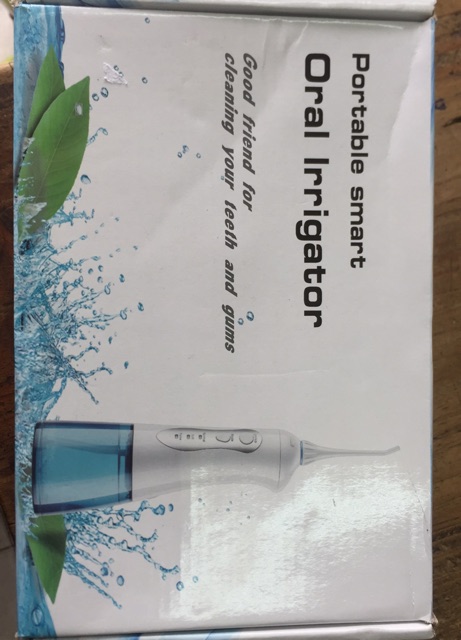 Portable smart
Oral Irrigator
Good friend for
cleaning your teeth and gums